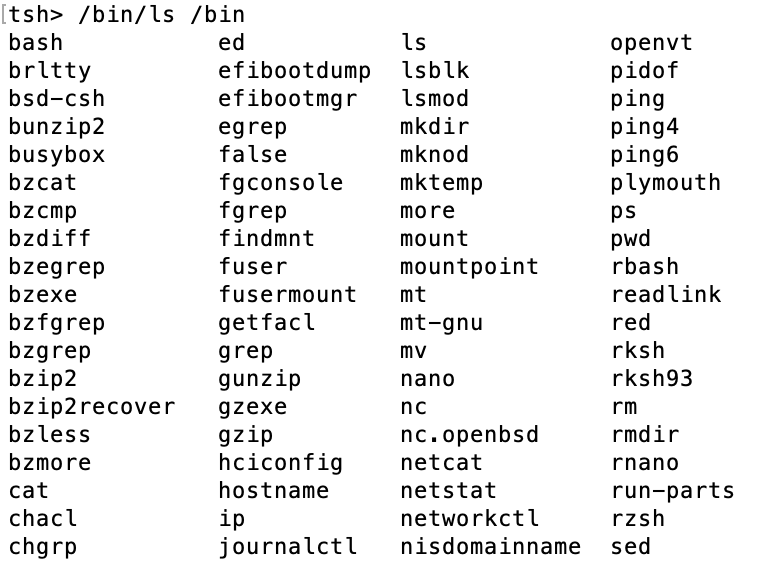 [tsh> /bin/ls /bin
bash ed ls openvt
brltty efibootdump lsblk pidof
bsd-csh efibootmgr lsmod ping
bunzip2 egrep mkdir ping4
busybox false mknod ping6
bzcat fgconsole mktemp plymouth
bzcmp fgrep more ps
bzdiff findmnt mount pwd
bzegrep fuser mountpoint rbash
bzexe fusermount mt readlink
bzfgrep getfacl mt-gnu red
bzgrep grep mv rksh
bzip2 gunzip nano rksh93
bzip2recover gzexe nc rm
bzless gzip nc.openbsd rmdir
bzmore hciconfig netcat rnano
cat hostname netstat run-parts
chacl ip networkctl rzsh
chgrp journalctl nisdomainname sed